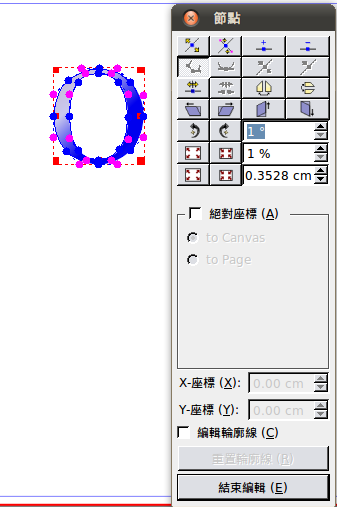 節點
O
1 °
1 %
0.3528 cm
絕對座標 (A)
to Canvas
to Page
X-座標 (X): 0.00 cm
Y-座標 (Y): 0.00 cm
編輯輪廓線 (C)
重置輪廓線 (R)
結束編輯 (E)